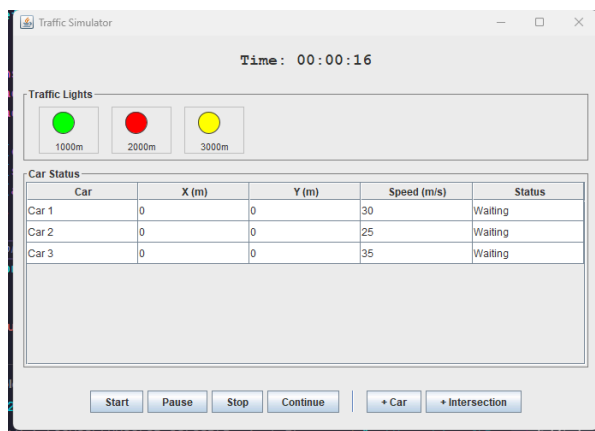 Traffic Simulator
Time: 00:00:16
Traffic Lights
1000m 2000m 3000m
Car Status
Car X (m) Y (m) Speed (m/s) Status
Car 1 0 0 30 Waiting
Car 2 0 0 25 Waiting
Car 3 0 0 35 Waiting
Start Pause Stop Continue + Car + Intersection